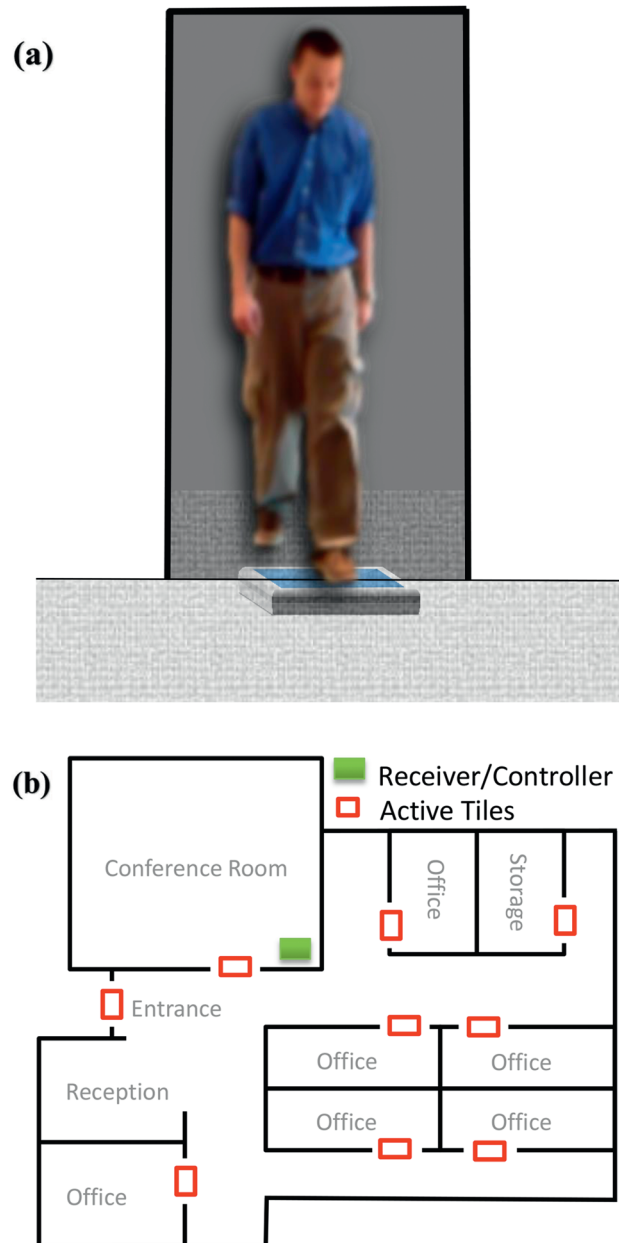 (a)
(b)
Receiver/Controller
Active Tiles
Conference Room
Office
Storage
Entrance
Office
Office
Reception
Office
Office
Office